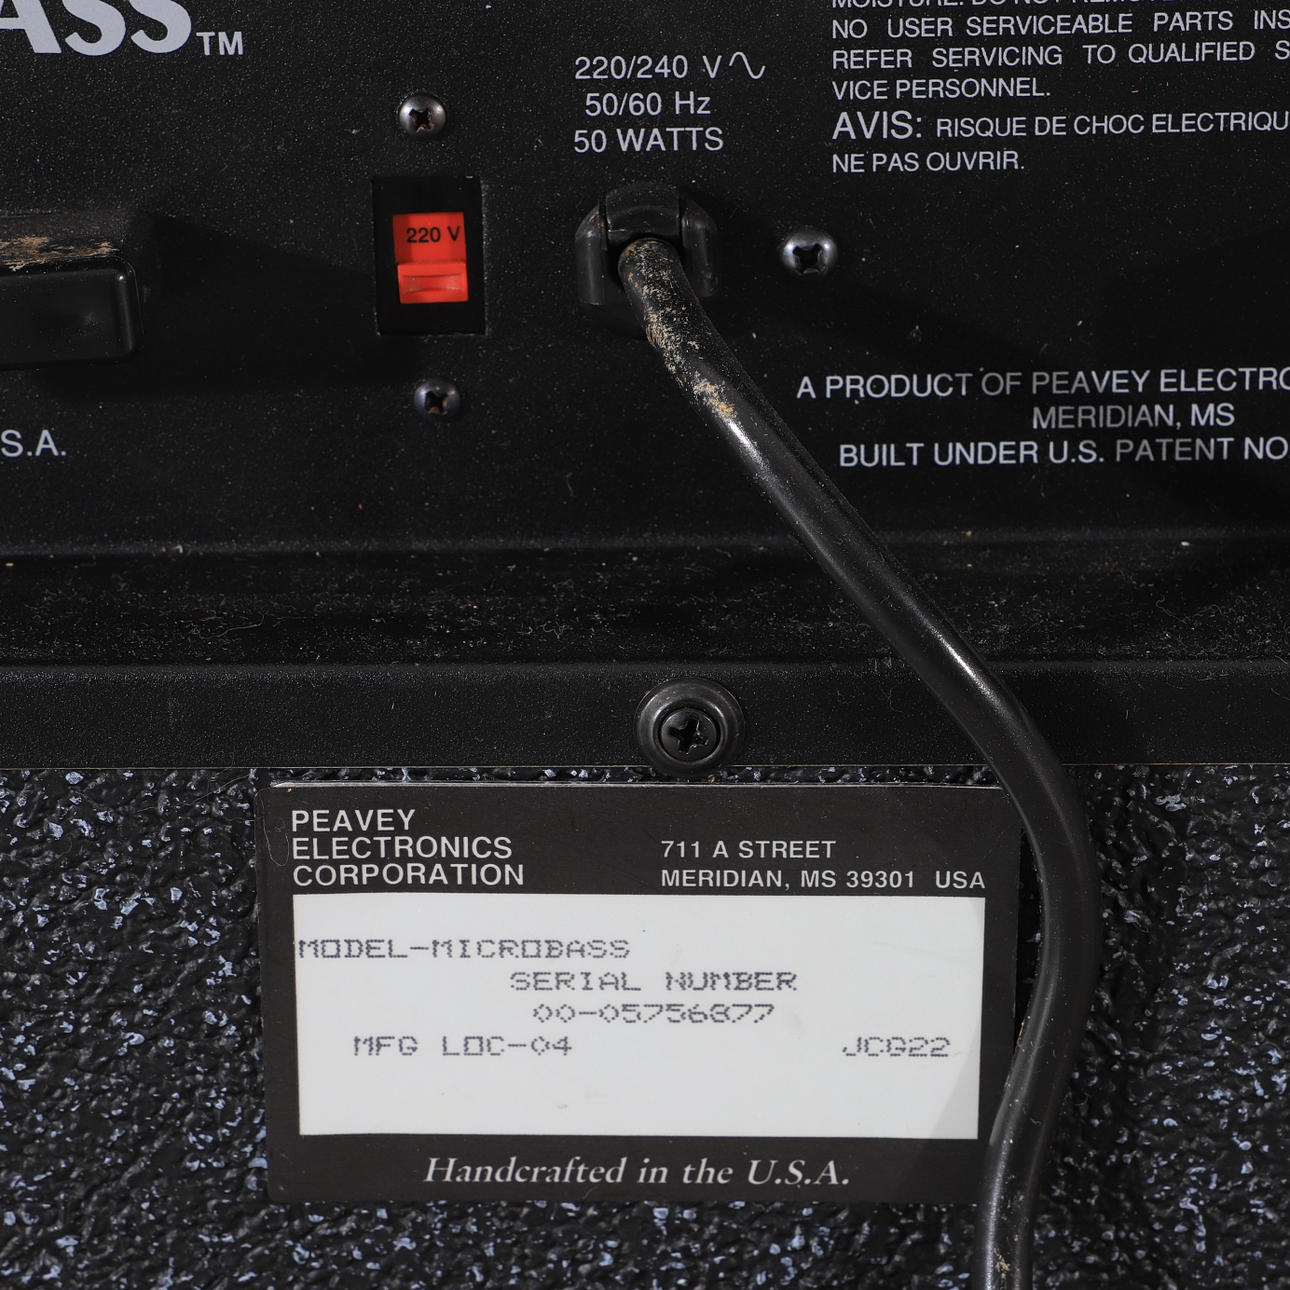 ASS™
220/240 V
50/60 Hz
50 WATTS
NO USER SERVICEABLE PARTS INS
REFER SERVICING TO QUALIFIED S
VICE PERSONNEL.
AVIS: RISQUE DE CHOC ELECTRIQU
NE PAS OUVRIR.
220 V
S.A.
A PRODUCT OF PEAVEY ELECTRO
MERIDIAN, MS
BUILT UNDER U.S. PATENT NO
PEAVEY
ELECTRONICS
CORPORATION
711 A STREET
MERIDIAN, MS 39301 USA
MODEL-MICROBASS
SERIAL NUMBER
00-05756877
MFG LOC-04 JCG22
Handcrafted in the U.S.A.